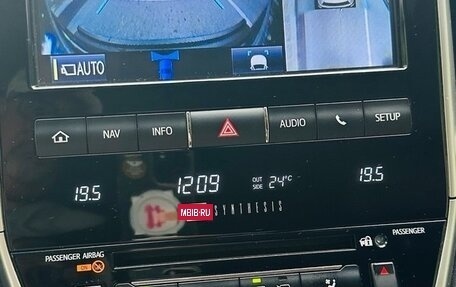 AUTO
NAV
INFO
AUDIO
SETUP
19.5
12:09
OUT
SIDE
24°C
19.5
MBIB.RU
SYNTHESIS
PASSENGER AIRBAG
ON
PASSENGER